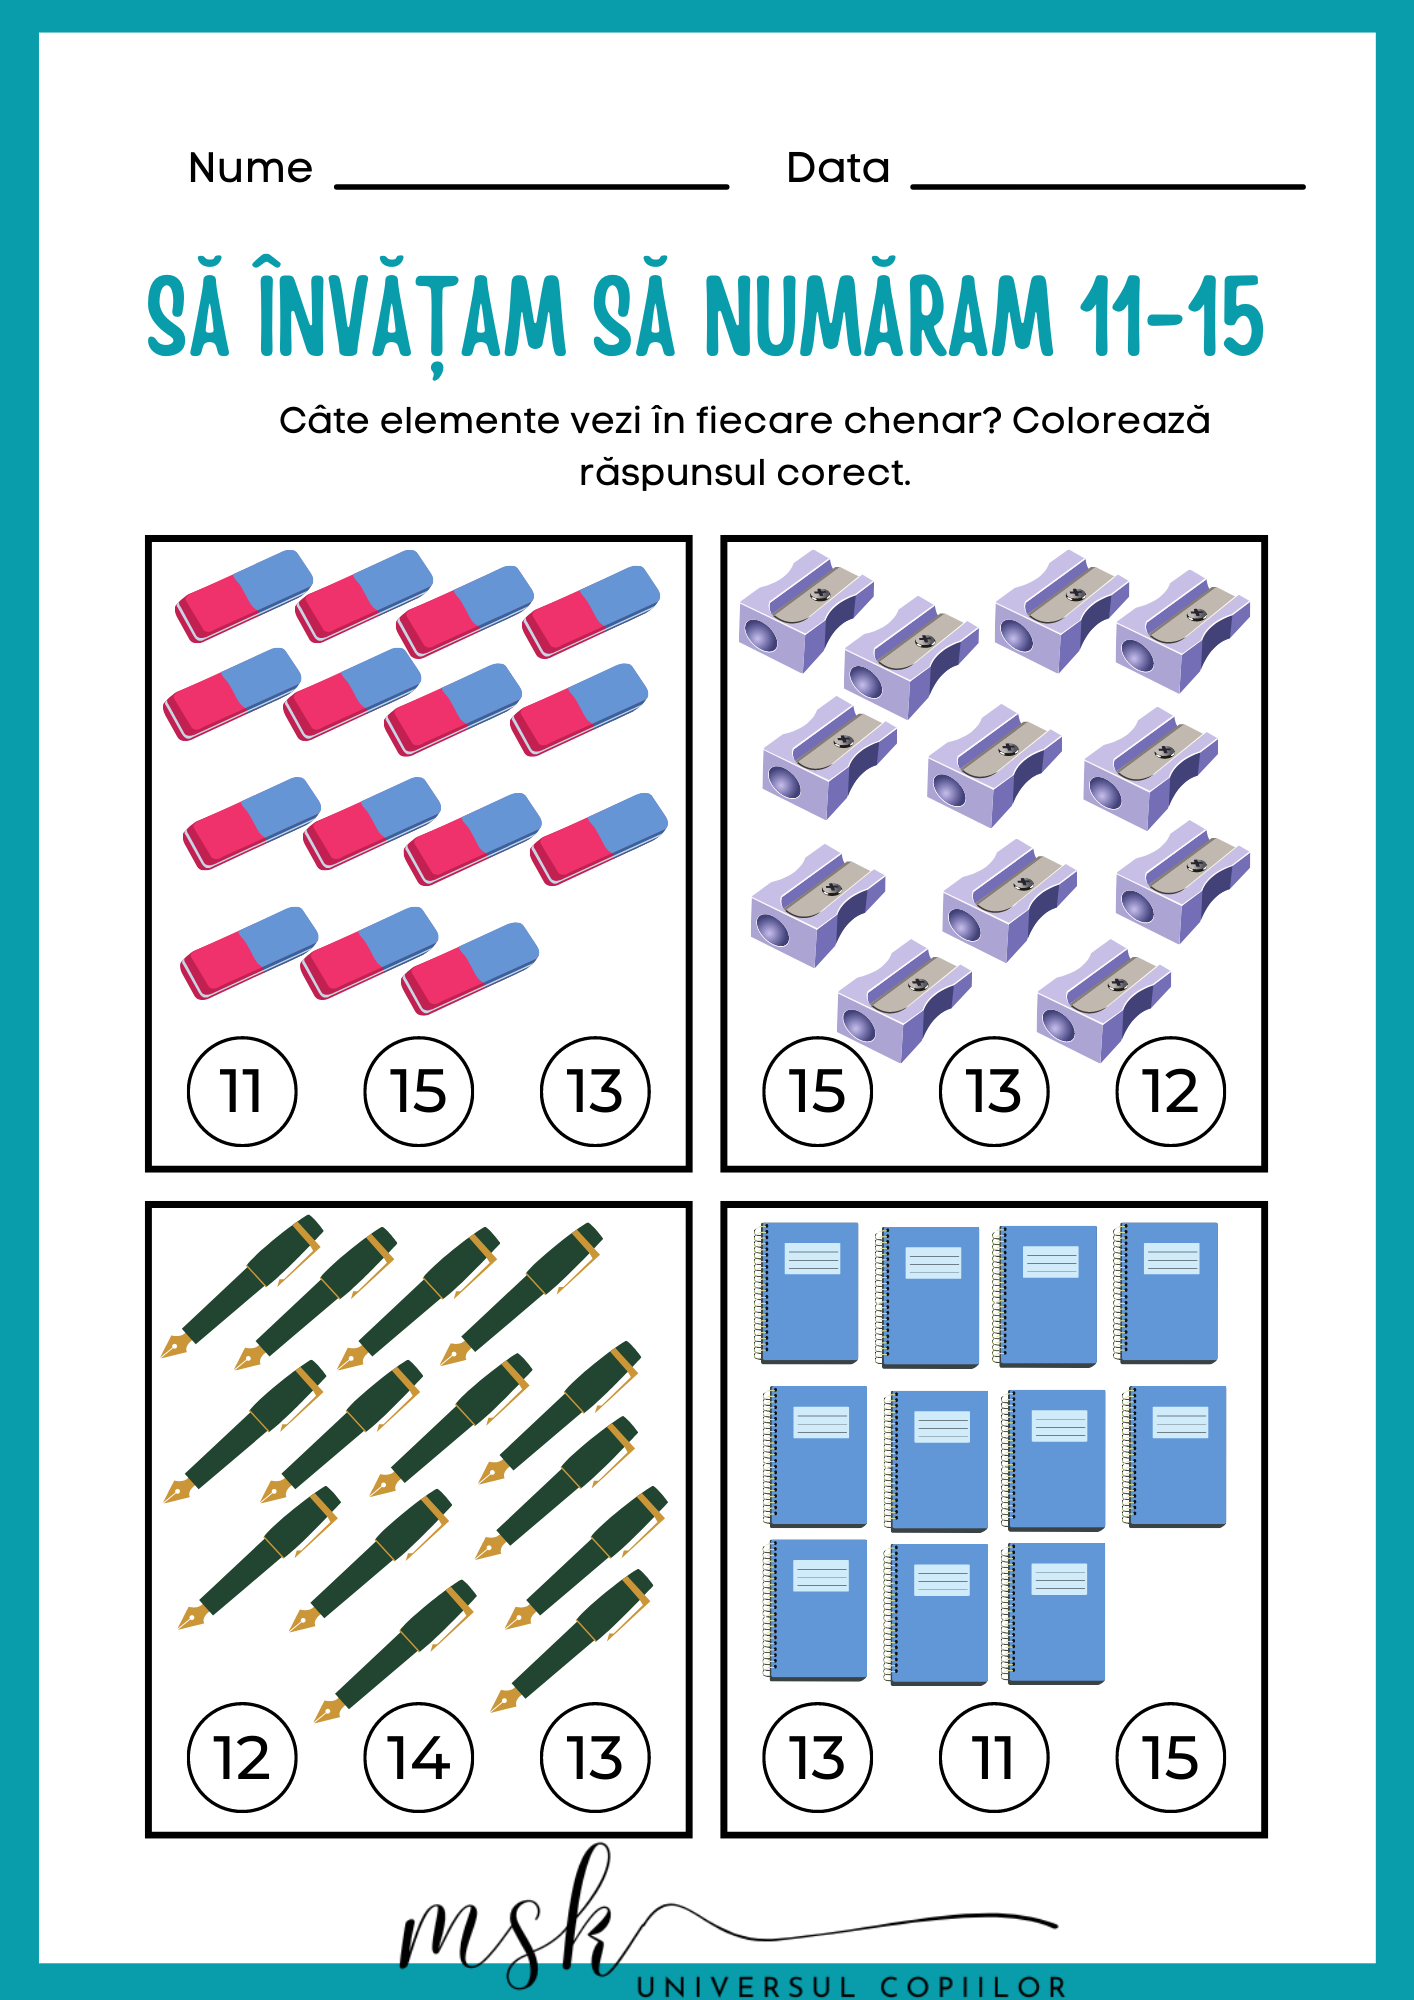 Nume
Data
SĂ ÎNVĂȚAM SĂ NUMĂRAM 11-15
Câte elemente vezi în fiecare chenar? Colorează
răspunsul corect.
11 15 13
15 13 12
12 14 13
13 11 15
msk
UNIVERSUL COPIILOR